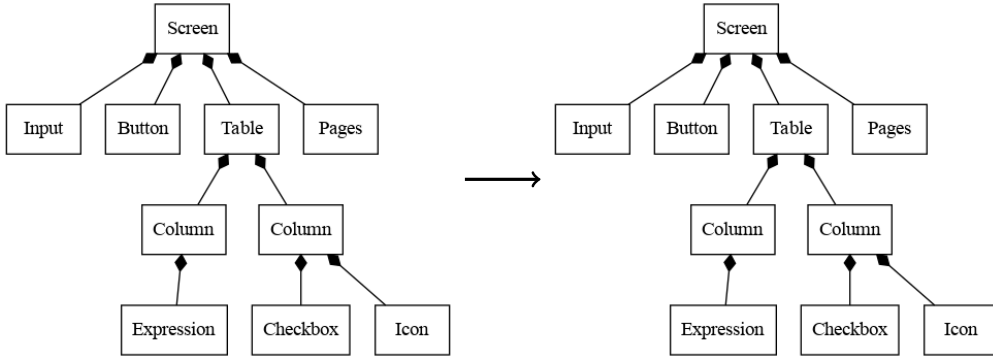 Screen
Input
Button
Table
Pages
Column
Column
Expression
Checkbox
Icon
Screen
Input
Button
Table
Pages
Column
Column
Expression
Checkbox
Icon